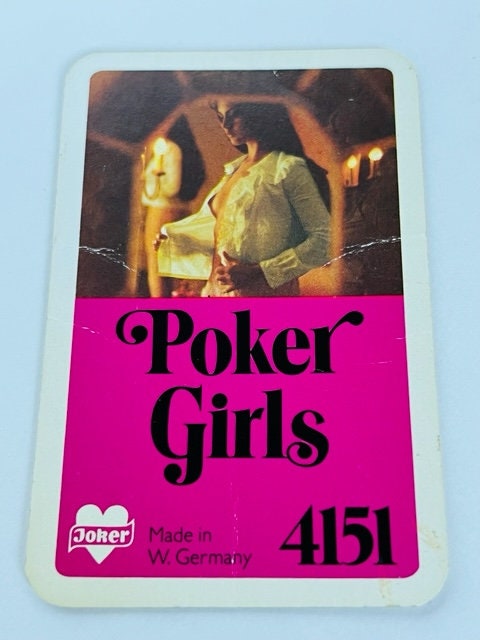 Poker
Girls
Joker
Made in
W. Germany
4151